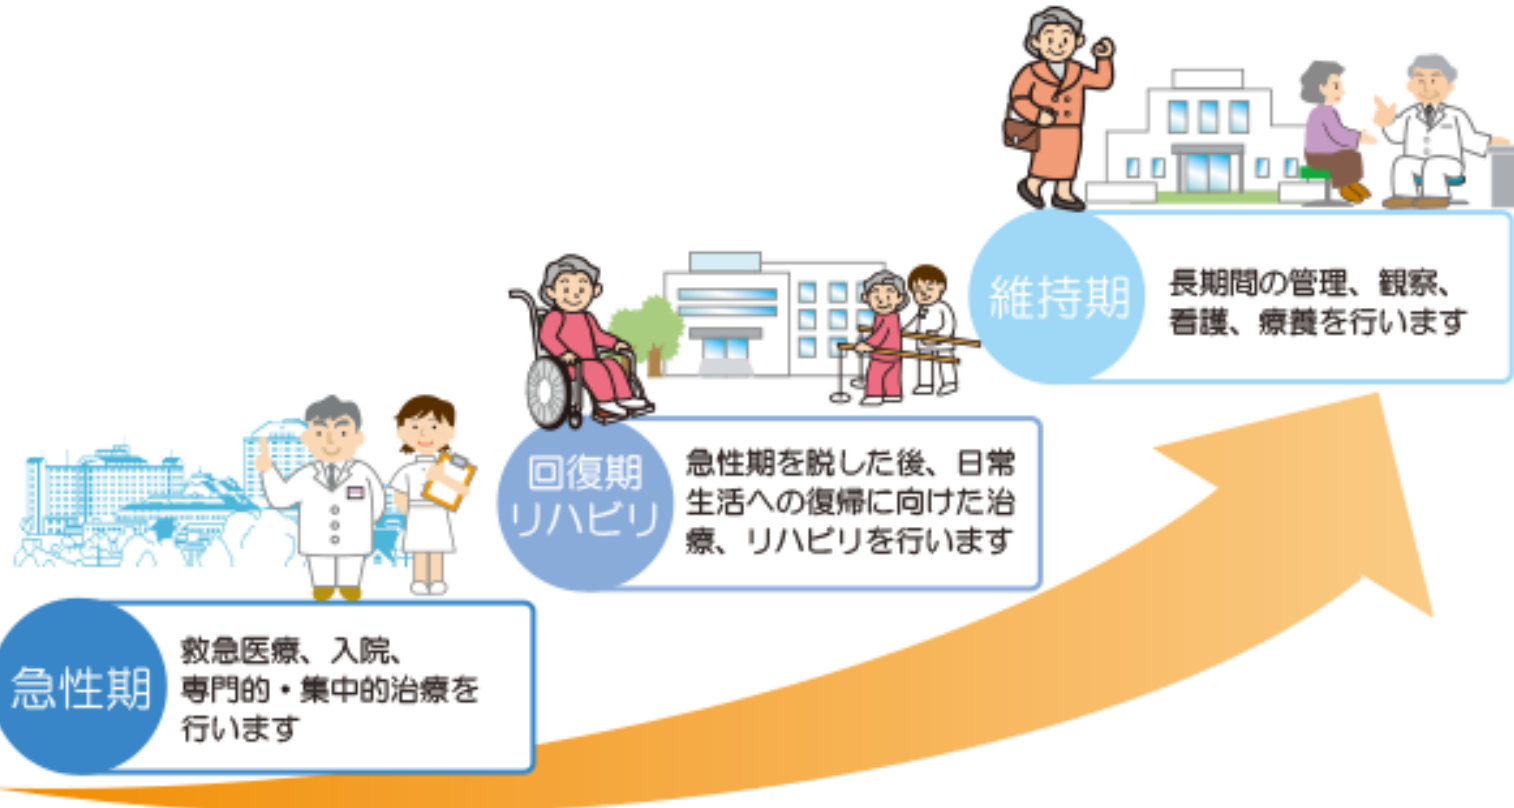 維持期
長期間の管理、観察、
看護、療養を行います
回復期
リハビリ
急性期を脱した後、日常
生活への復帰に向けた治
療、リハビリを行います
急性期
救急医療、入院、
専門的・集中的治療を
行います